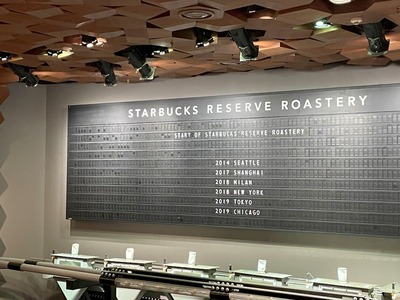 STARBUCKS RESERVE ROASTERY
START OF STARBUCKS RESERVE ROASTERY
2014 SEATTLE
2017 SHANGHAI
2018 MILAN
2018 NEW YORK
2019 TOKYO
2019 CHICAGO